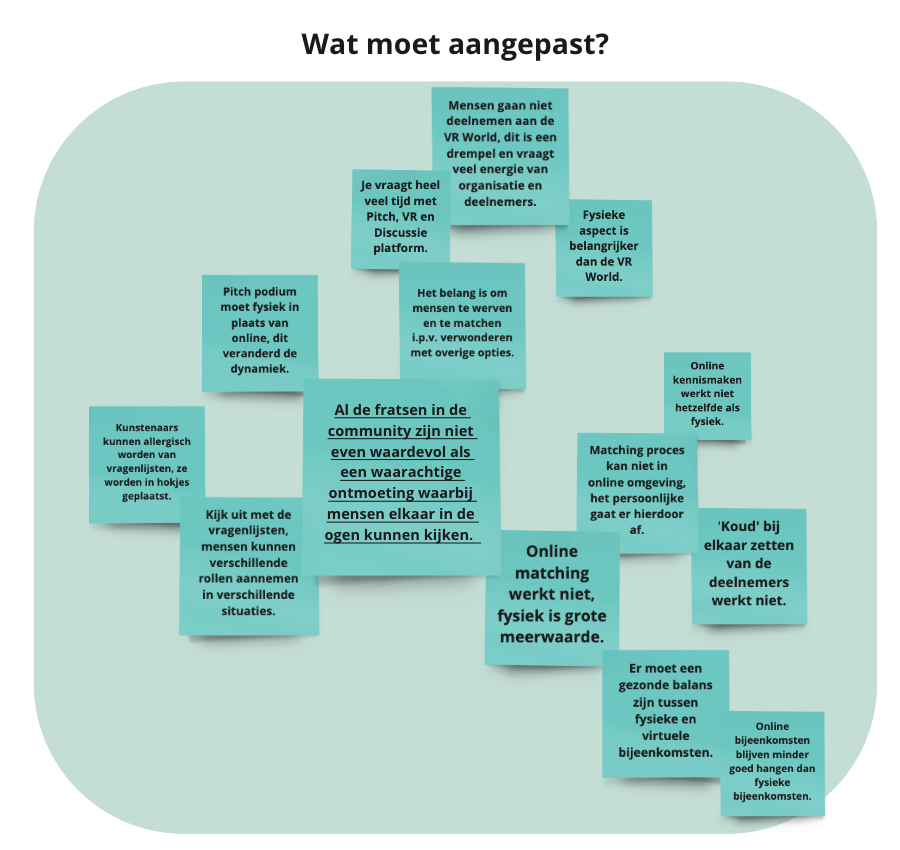 Wat moet aangepast?
Mensen gaan niet
deelnemen aan de
VR World, dit is een
drempel en vraagt
veel energie van
organisatie en
deelnemers.
Je vraagt heel
veel tijd met
Pitch, VR en
Discussie
platform.
Fysieke
aspect is
belangrijker
dan de VR
World.
Pitch podium
moet fysiek in
plaats van
online, dit
veranderd de
dynamiek.
Het belang is om
mensen te werven
en te matchen
i.p.v. verwonderen
met overige opties.
Online
kennismaken
werkt niet
hetzelfde als
fysiek.
Kunstenaars
kunnen allergisch
worden van
vragenlijsten, ze
worden in hokjes
geplaatst.
Al de fratsen in de
community zijn niet
even waardevol als
een waarachtige
ontmoeting waarbij
mensen elkaar in de
ogen kunnen kijken.
Matching proces
kan niet in
online omgeving,
het persoonlijke
gaat er hierdoor
af.
Kijk uit met de
vragenlijsten,
mensen kunnen
verschillende
rollen aannemen
in verschillende
situaties.
'Koud' bij
elkaar zetten
van de
deelnemers
werkt niet.
Online
matching
werkt niet,
fysiek is grote
meerwaarde.
Er moet een
gezonde balans
zijn tussen
fysieke en
virtuele
bijeenkomsten.
Online
bijeenkomsten
blijven minder
goed hangen dan
fysieke
bijeenkomsten.